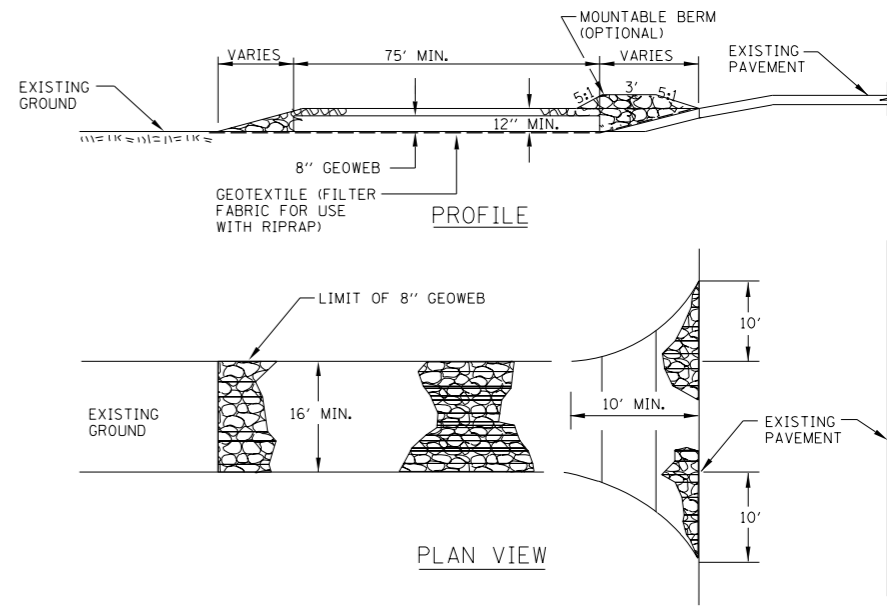 MOUNTABLE BERM
(OPTIONAL)
VARIES
75' MIN.
VARIES
EXISTING
PAVEMENT
EXISTING
GROUND
5:1
3'
5:1
12" MIN.
8" GEOWEB
GEOTEXTILE (FILTER
FABRIC FOR USE
WITH RIPRAP)
PROFILE
LIMIT OF 8" GEOWEB
10'
EXISTING
GROUND
16' MIN.
10' MIN.
EXISTING
PAVEMENT
10'
PLAN VIEW